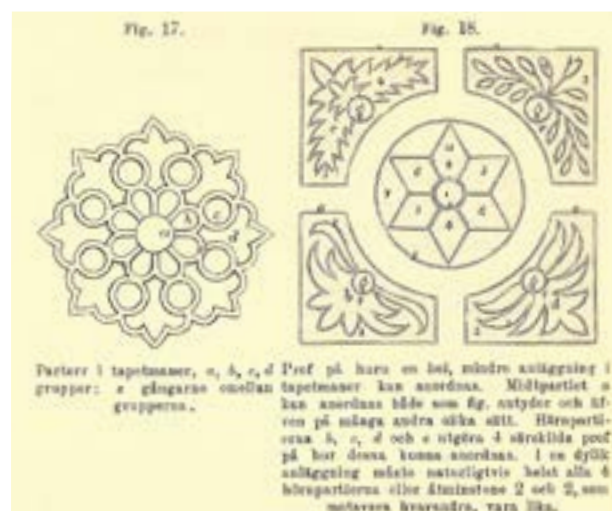 Fig. 17.
Fig. 18.
Parterr i tapetmaner, a, b, c, d
grupper; e gångarne emellan
grupperna.
Prof på huru en hel, mindre anläggning i
tapetmaner kan anordnas. Midtpartiet a
kan anordnas både som fig. antyder och äf-
ven på många andra olika sätt. Hörnparti-
erna b, c, d och e utgöra 4 särskilda prof
på hur dessa kunna anordnas. I en dylik
anläggning måste naturligtvis helst alla 4
hörnpartierna eller åtminstone 2 och 2, som
motsvara hvarandra, vara lika.